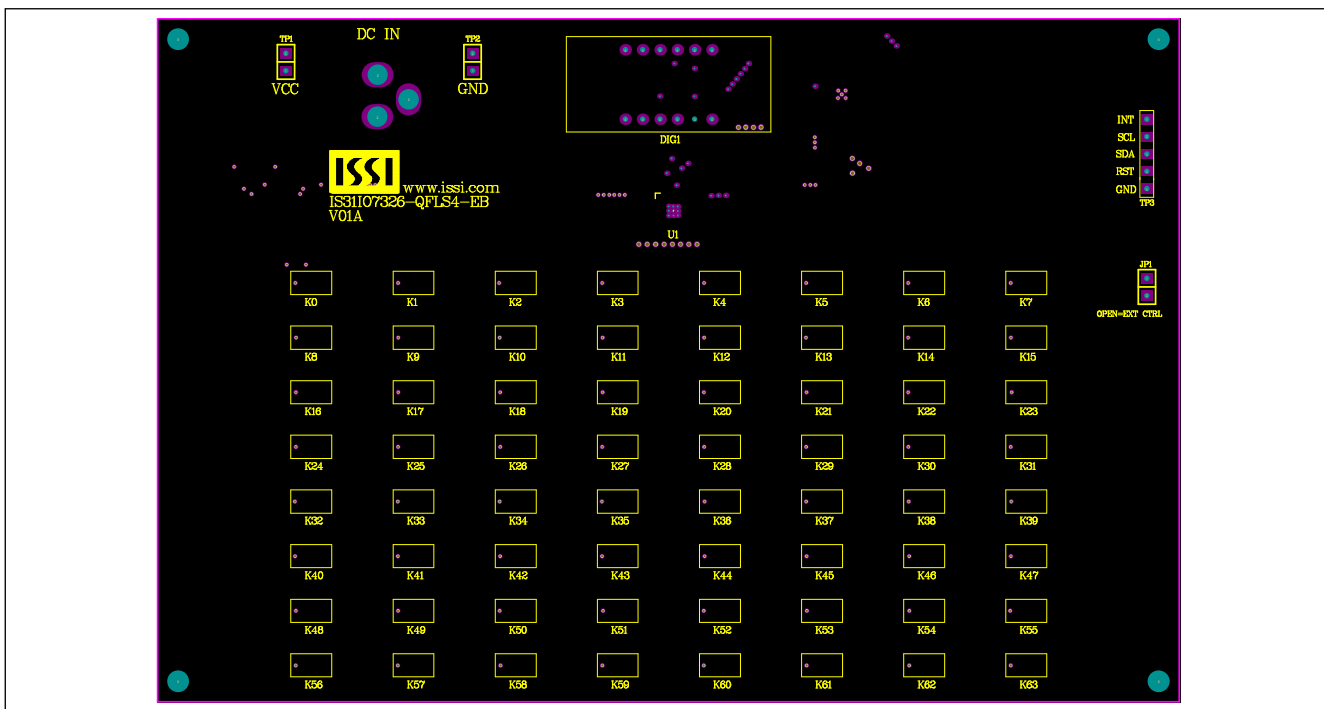 TP1
DC IN
TP2
VCC
GND
DIG1
INT
SCL
SDA
RST
GND
TP3
ISSI
www.issi.com
IS31IO7326-QFLS4-EB
V01A
U1
JP1
OPEN=EXT CTRL
K0 K1 K2 K3 K4 K5 K6 K7
K8 K9 K10 K11 K12 K13 K14 K15
K16 K17 K18 K19 K20 K21 K22 K23
K24 K25 K26 K27 K28 K29 K30 K31
K32 K33 K34 K35 K36 K37 K38 K39
K40 K41 K42 K43 K44 K45 K46 K47
K48 K49 K50 K51 K52 K53 K54 K55
K56 K57 K58 K59 K60 K61 K62 K63